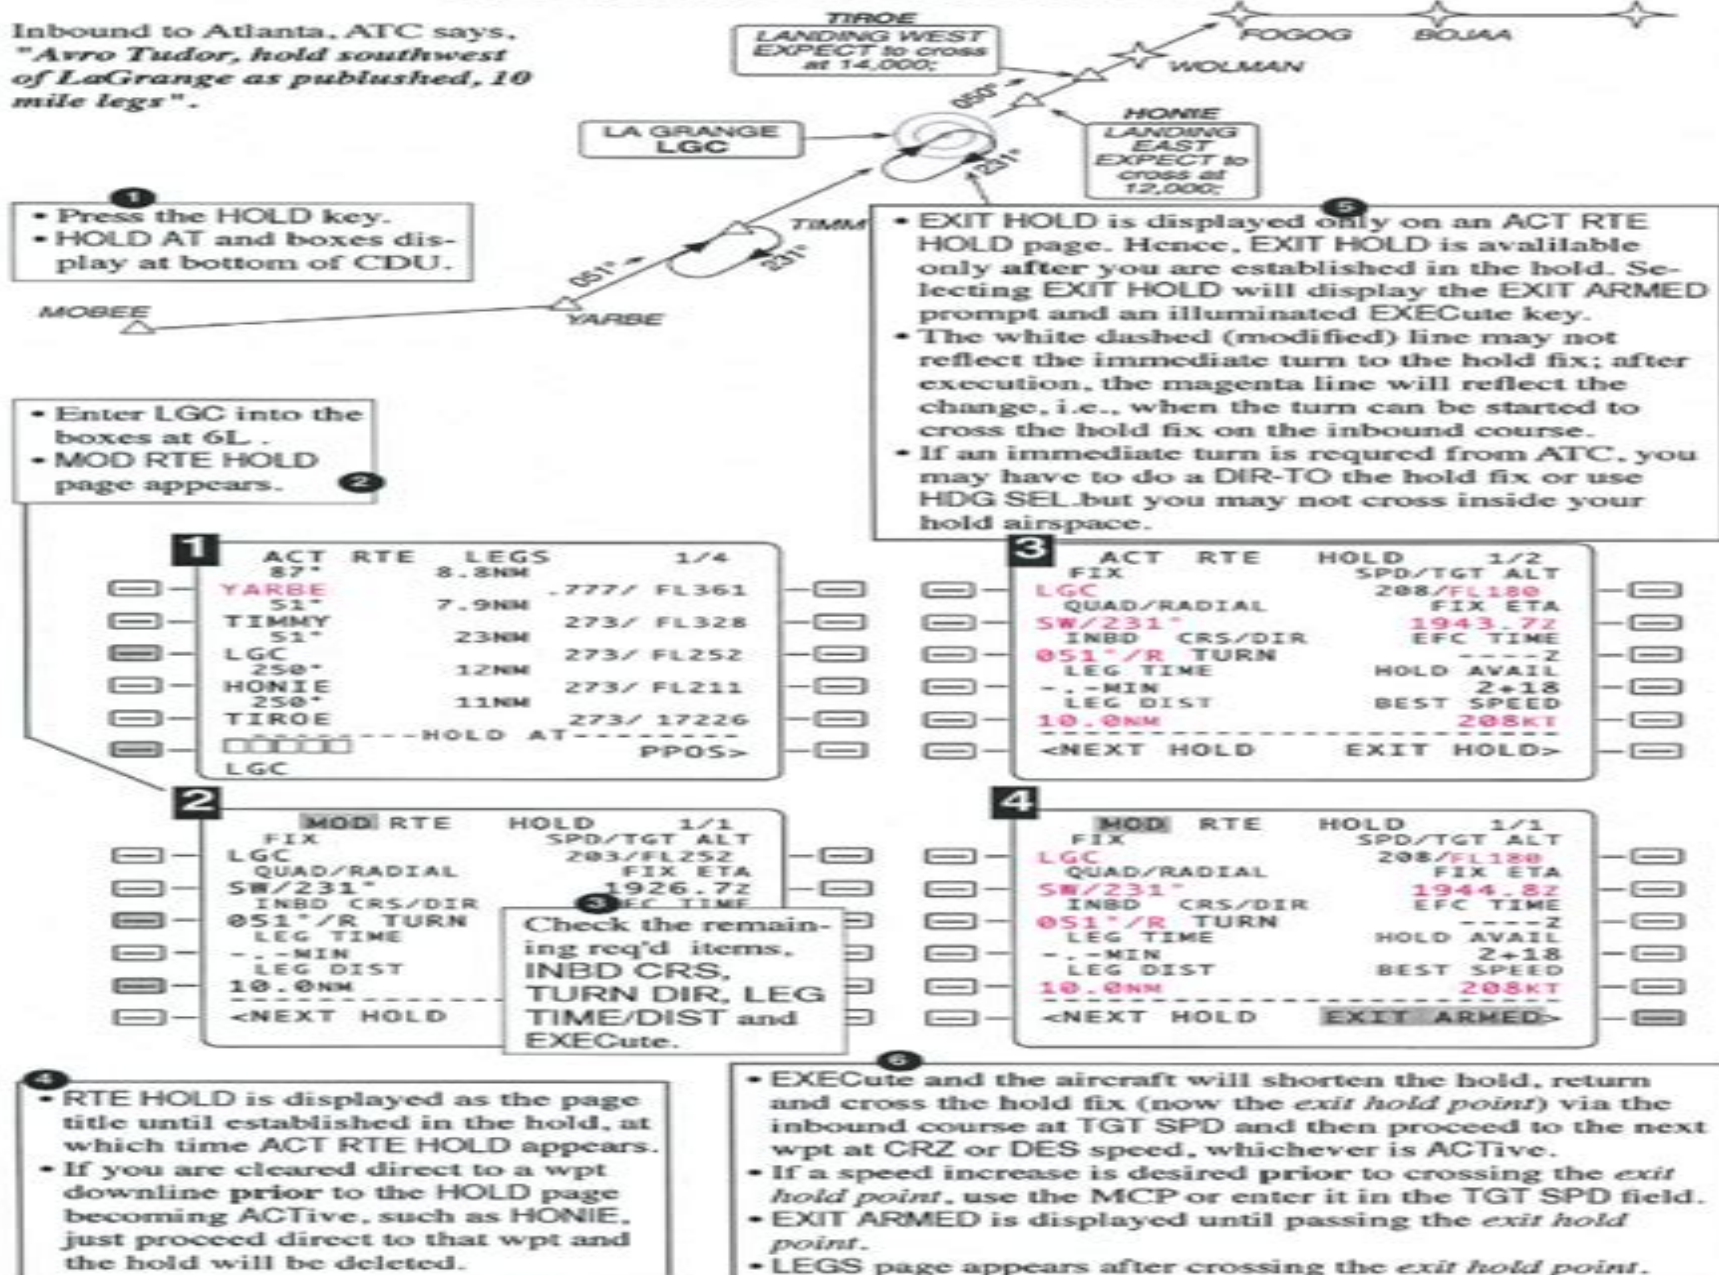 Inbound to Atlanta, ATC says,
"Avro Tudor, hold southwest
of LaGrange as publushed, 10
mile legs".
TIROE
LANDING WEST
EXPECT to cross
at 14,000;
FOGOG
BOJAA
WOLMAN
050°
HONIE
LANDING
EAST
EXPECT to
cross at
12,000;
LA GRANGE
LGC
231°
TIMM
231°
051°
MOBEE
YARBE
1
• Press the HOLD key.
• HOLD AT and boxes dis-
play at bottom of CDU.
2
• Enter LGC into the
boxes at 6L .
• MOD RTE HOLD
page appears.
5
• EXIT HOLD is displayed only on an ACT RTE
HOLD page. Hence, EXIT HOLD is avalilable
only after you are established in the hold. Se-
lecting EXIT HOLD will display the EXIT ARMED
prompt and an illuminated EXECute key.
• The white dashed (modified) line may not
reflect the immediate turn to the hold fix; after
execution, the magenta line will reflect the
change, i.e., when the turn can be started to
cross the hold fix on the inbound course.
• If an immediate turn is requred from ATC, you
may have to do a DIR-TO the hold fix or use
HDG SEL.but you may not cross inside your
hold airspace.
1
ACT RTE LEGS 1/4
87° 8.8NM
YARBE .777/ FL361
51° 7.9NM
TIMMY 273/ FL328
51° 23NM
LGC 273/ FL252
250° 12NM
HONIE 273/ FL211
250° 11NM
TIROE 273/ 17226
--------HOLD AT--------
□□□□□ PPOS>
LGC
3
ACT RTE HOLD 1/2
FIX SPD/TGT ALT
LGC 208/FL180
QUAD/RADIAL FIX ETA
SW/231° 1943.7z
INBD CRS/DIR EFC TIME
051°/R TURN ----z
LEG TIME HOLD AVAIL
-.-MIN 2+18
LEG DIST BEST SPEED
10.0NM 208KT
<NEXT HOLD EXIT HOLD>
2
MOD RTE HOLD 1/1
FIX SPD/TGT ALT
LGC 203/FL252
QUAD/RADIAL FIX ETA
SW/231° 1926.7z
INBD CRS/DIR EFC TIME
051°/R TURN
LEG TIME
-.-MIN
LEG DIST
10.0NM
<NEXT HOLD
3
Check the remain-
ing req'd items,
INBD CRS,
TURN DIR, LEG
TIME/DIST and
EXECute.
4
MOD RTE HOLD 1/1
FIX SPD/TGT ALT
LGC 208/FL180
QUAD/RADIAL FIX ETA
SW/231° 1944.8z
INBD CRS/DIR EFC TIME
051°/R TURN ----z
LEG TIME HOLD AVAIL
-.-MIN 2+18
LEG DIST BEST SPEED
10.0NM 208KT
<NEXT HOLD EXIT ARMED>
4
• RTE HOLD is displayed as the page
title until established in the hold, at
which time ACT RTE HOLD appears.
• If you are cleared direct to a wpt
downline prior to the HOLD page
becoming ACTive, such as HONIE,
just proceed direct to that wpt and
the hold will be deleted.
6
• EXECute and the aircraft will shorten the hold, return
and cross the hold fix (now the exit hold point) via the
inbound course at TGT SPD and then proceed to the next
wpt at CRZ or DES speed, whichever is ACTive.
• If a speed increase is desired prior to crossing the exit
hold point, use the MCP or enter it in the TGT SPD field.
• EXIT ARMED is displayed until passing the exit hold
point.
• LEGS page appears after crossing the exit hold point.